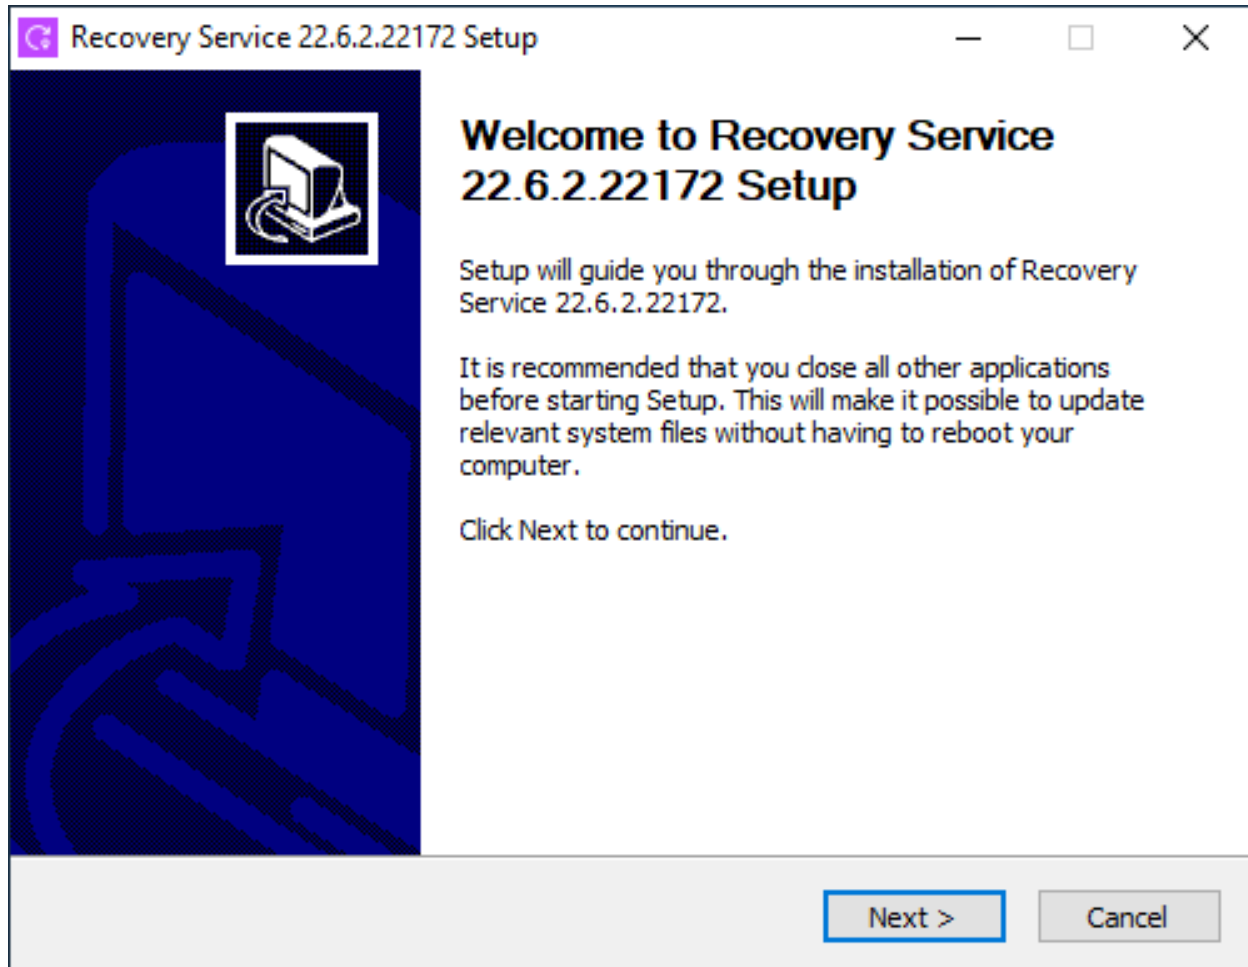 Recovery Service 22.6.2.22172 Setup
Welcome to Recovery Service
22.6.2.22172 Setup
Setup will guide you through the installation of Recovery
Service 22.6.2.22172.
It is recommended that you close all other applications
before starting Setup. This will make it possible to update
relevant system files without having to reboot your
computer.
Click Next to continue.
Next >
Cancel